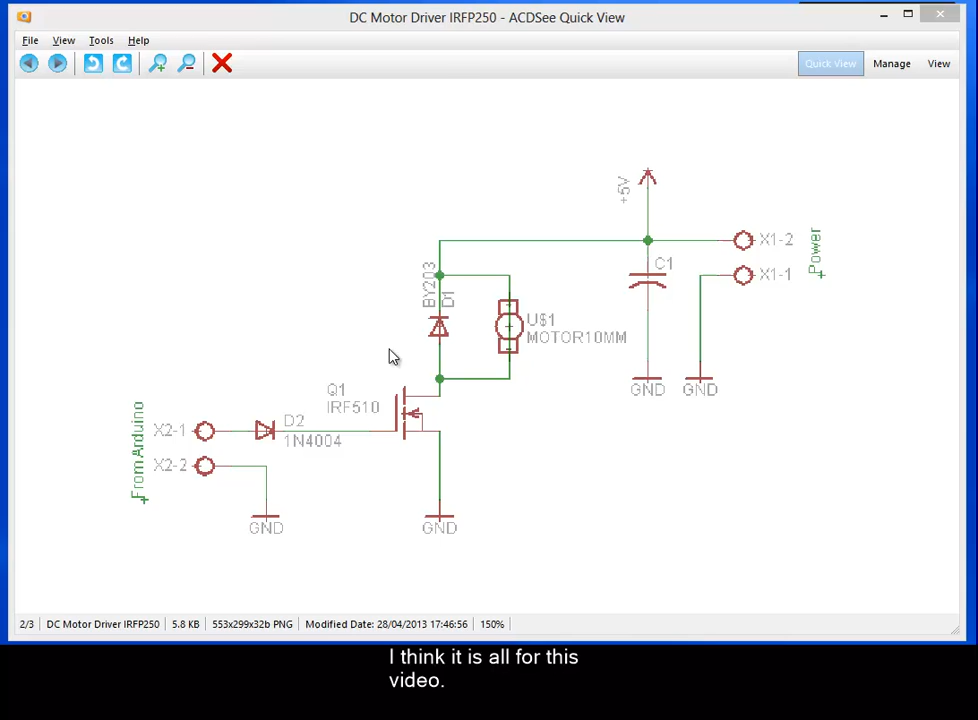 DC Motor Driver IRFP250 - ACDSee Quick View
File View Tools Help
Quick View Manage View
+5V
X1-2
Power
C1
X1-1
BY203
D1
U$1
MOTOR10MM
GND GND
Q1
IRF510
From Arduino
X2-1
D2
1N4004
X2-2
GND GND
2/3 DC Motor Driver IRFP250 5.8 KB 553x299x32b PNG Modified Date: 28/04/2013 17:46:56 150%
I think it is all for this
video.